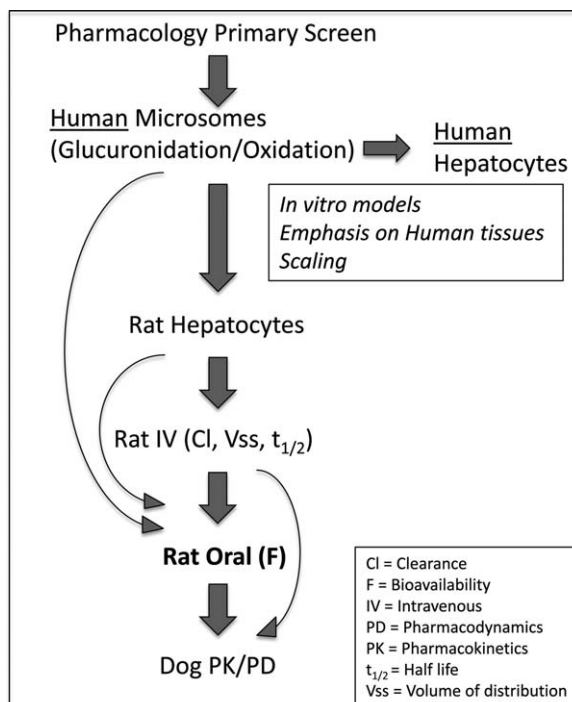 Pharmacology Primary Screen
Human Microsomes
(Glucuronidation/Oxidation)
Human
Hepatocytes
In vitro models
Emphasis on Human tissues
Scaling
Rat Hepatocytes
Rat IV (Cl, Vss, t1/2)
Rat Oral (F)
Dog PK/PD
Cl = Clearance
F = Bioavailability
IV = Intravenous
PD = Pharmacodynamics
PK = Pharmacokinetics
t1/2 = Half life
Vss = Volume of distribution